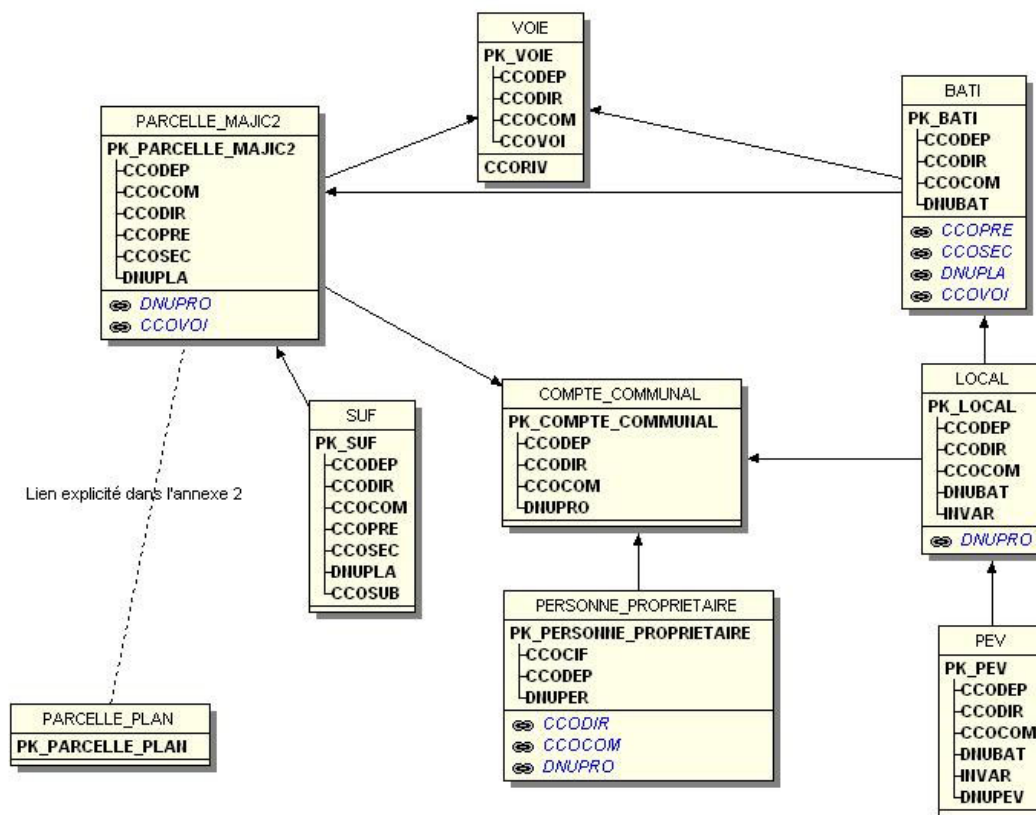 VOIE
PK_VOIE
CCODEP
CCODIR
CCOCOM
CCOVOI
CCORIV
PARCELLE_MAJIC2
PK_PARCELLE_MAJIC2
CCODEP
CCOCOM
CCODIR
CCOPRE
CCOSEC
DNUPLA
DNUPRO
CCOVOI
BATI
PK_BATI
CCODEP
CCODIR
CCOCOM
DNUBAT
CCOPRE
CCOSEC
DNUPLA
CCOVOI
SUF
PK_SUF
CCODEP
CCODIR
CCOCOM
CCOPRE
CCOSEC
DNUPLA
CCOSUB
COMPTE_COMMUNAL
PK_COMPTE_COMMUNAL
CCODEP
CCODIR
CCOCOM
DNUPRO
LOCAL
PK_LOCAL
CCODEP
CCODIR
CCOCOM
DNUBAT
INVAR
DNUPRO
Lien explicité dans l'annexe 2
PERSONNE_PROPRIETAIRE
PK_PERSONNE_PROPRIETAIRE
CCOCIF
CCODEP
DNUPER
CCODIR
CCOCOM
DNUPRO
PEV
PK_PEV
CCODEP
CCODIR
CCOCOM
DNUBAT
INVAR
DNUPEV
PARCELLE_PLAN
PK_PARCELLE_PLAN